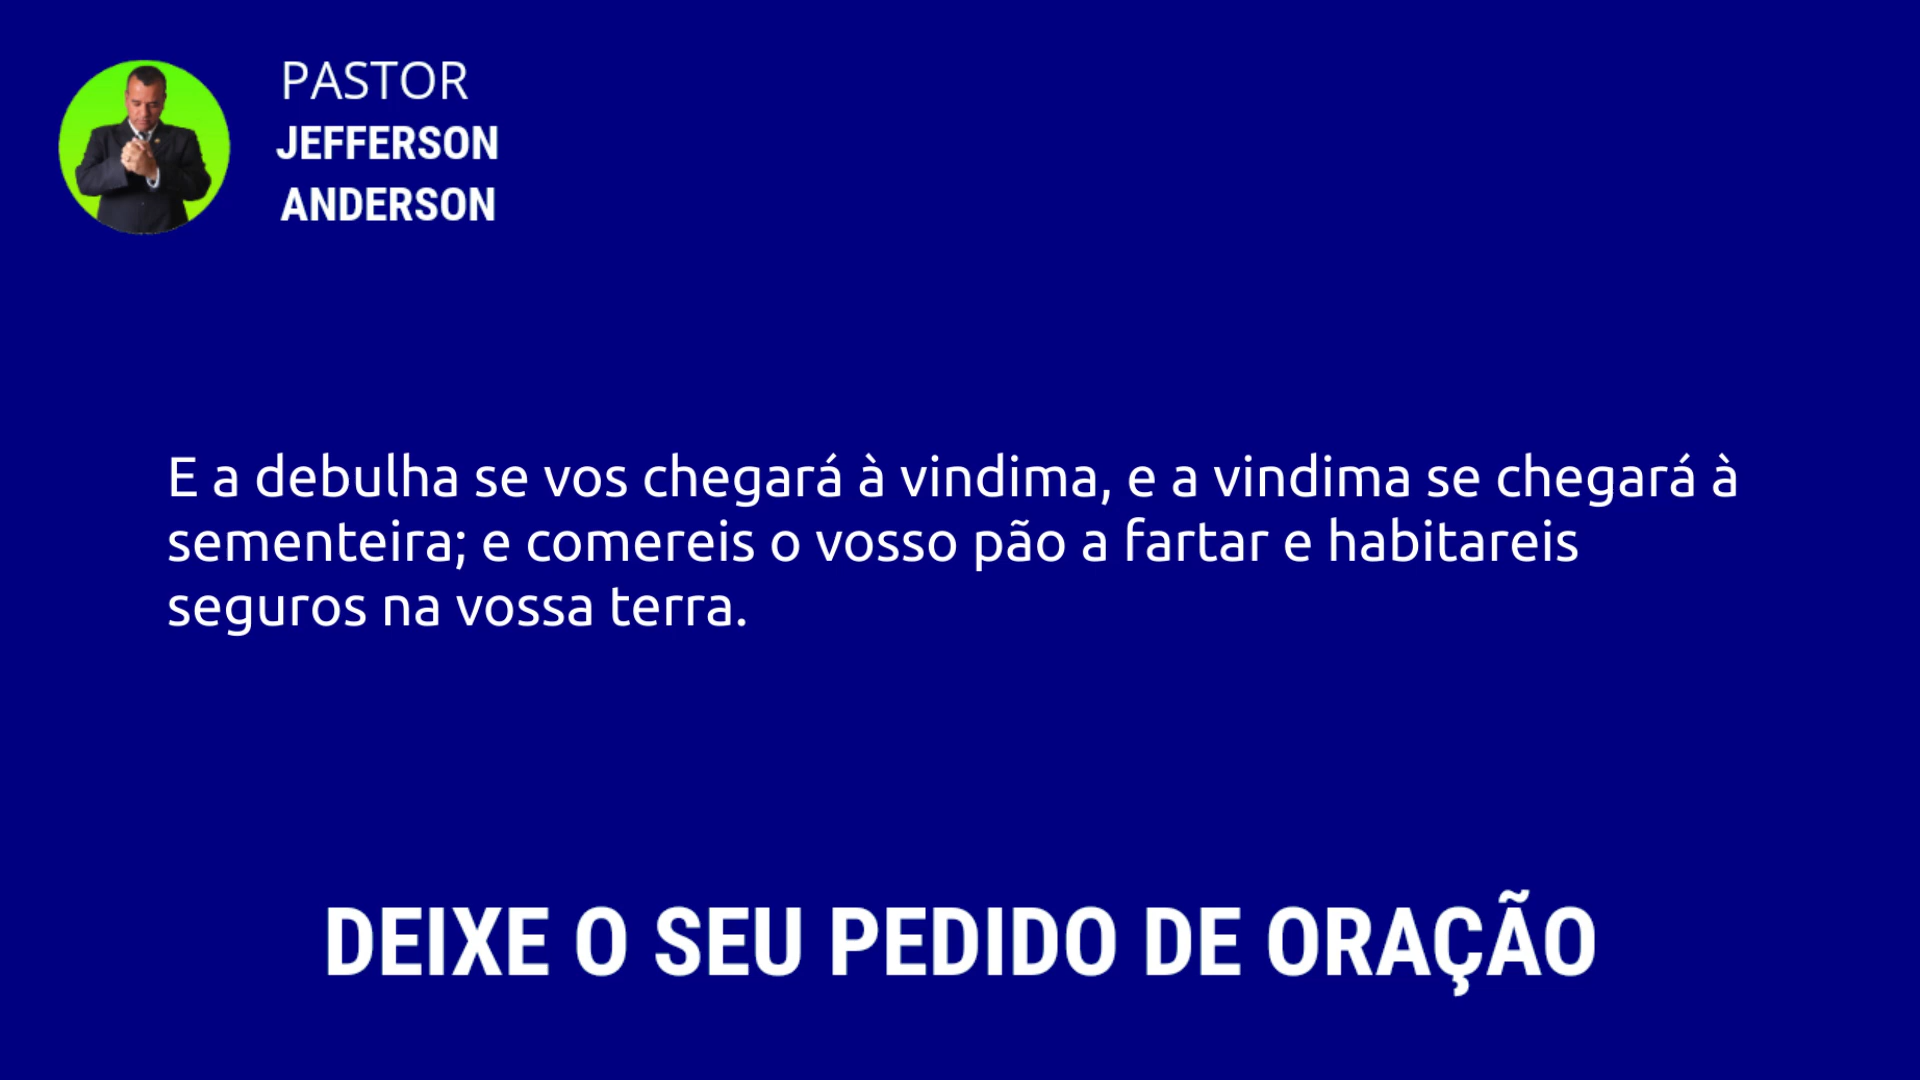 PASTOR
JEFFERSON
ANDERSON
E a debulha se vos chegará à vindima, e a vindima se chegará à
sementeira; e comereis o vosso pão a fartar e habitareis
seguros na vossa terra.
DEIXE O SEU PEDIDO DE ORAÇÃO